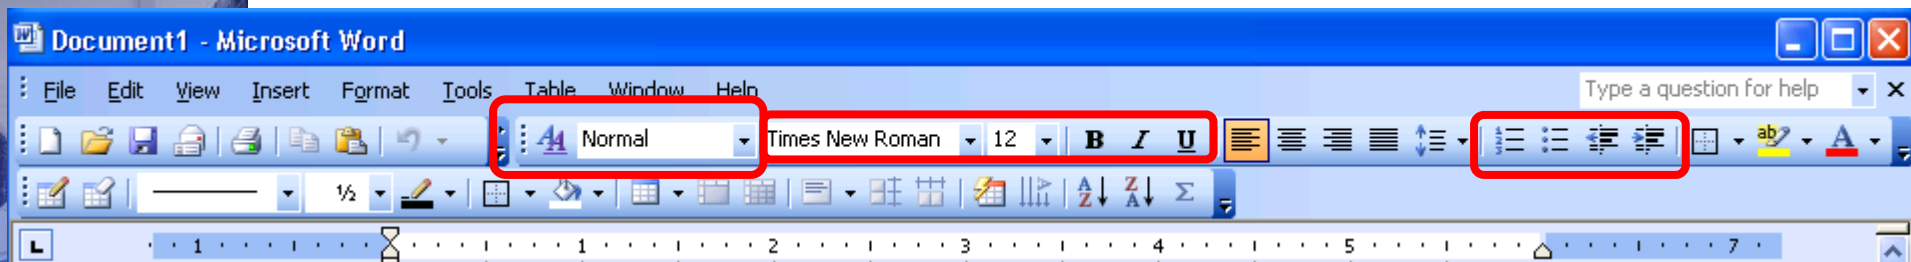 Document1 - Microsoft Word
File Edit View Insert Format Tools Table Window Help Type a question for help
Normal Times New Roman 12 B I U A
½ A Z Z A Σ
L 1 1 2 3 4 5 7